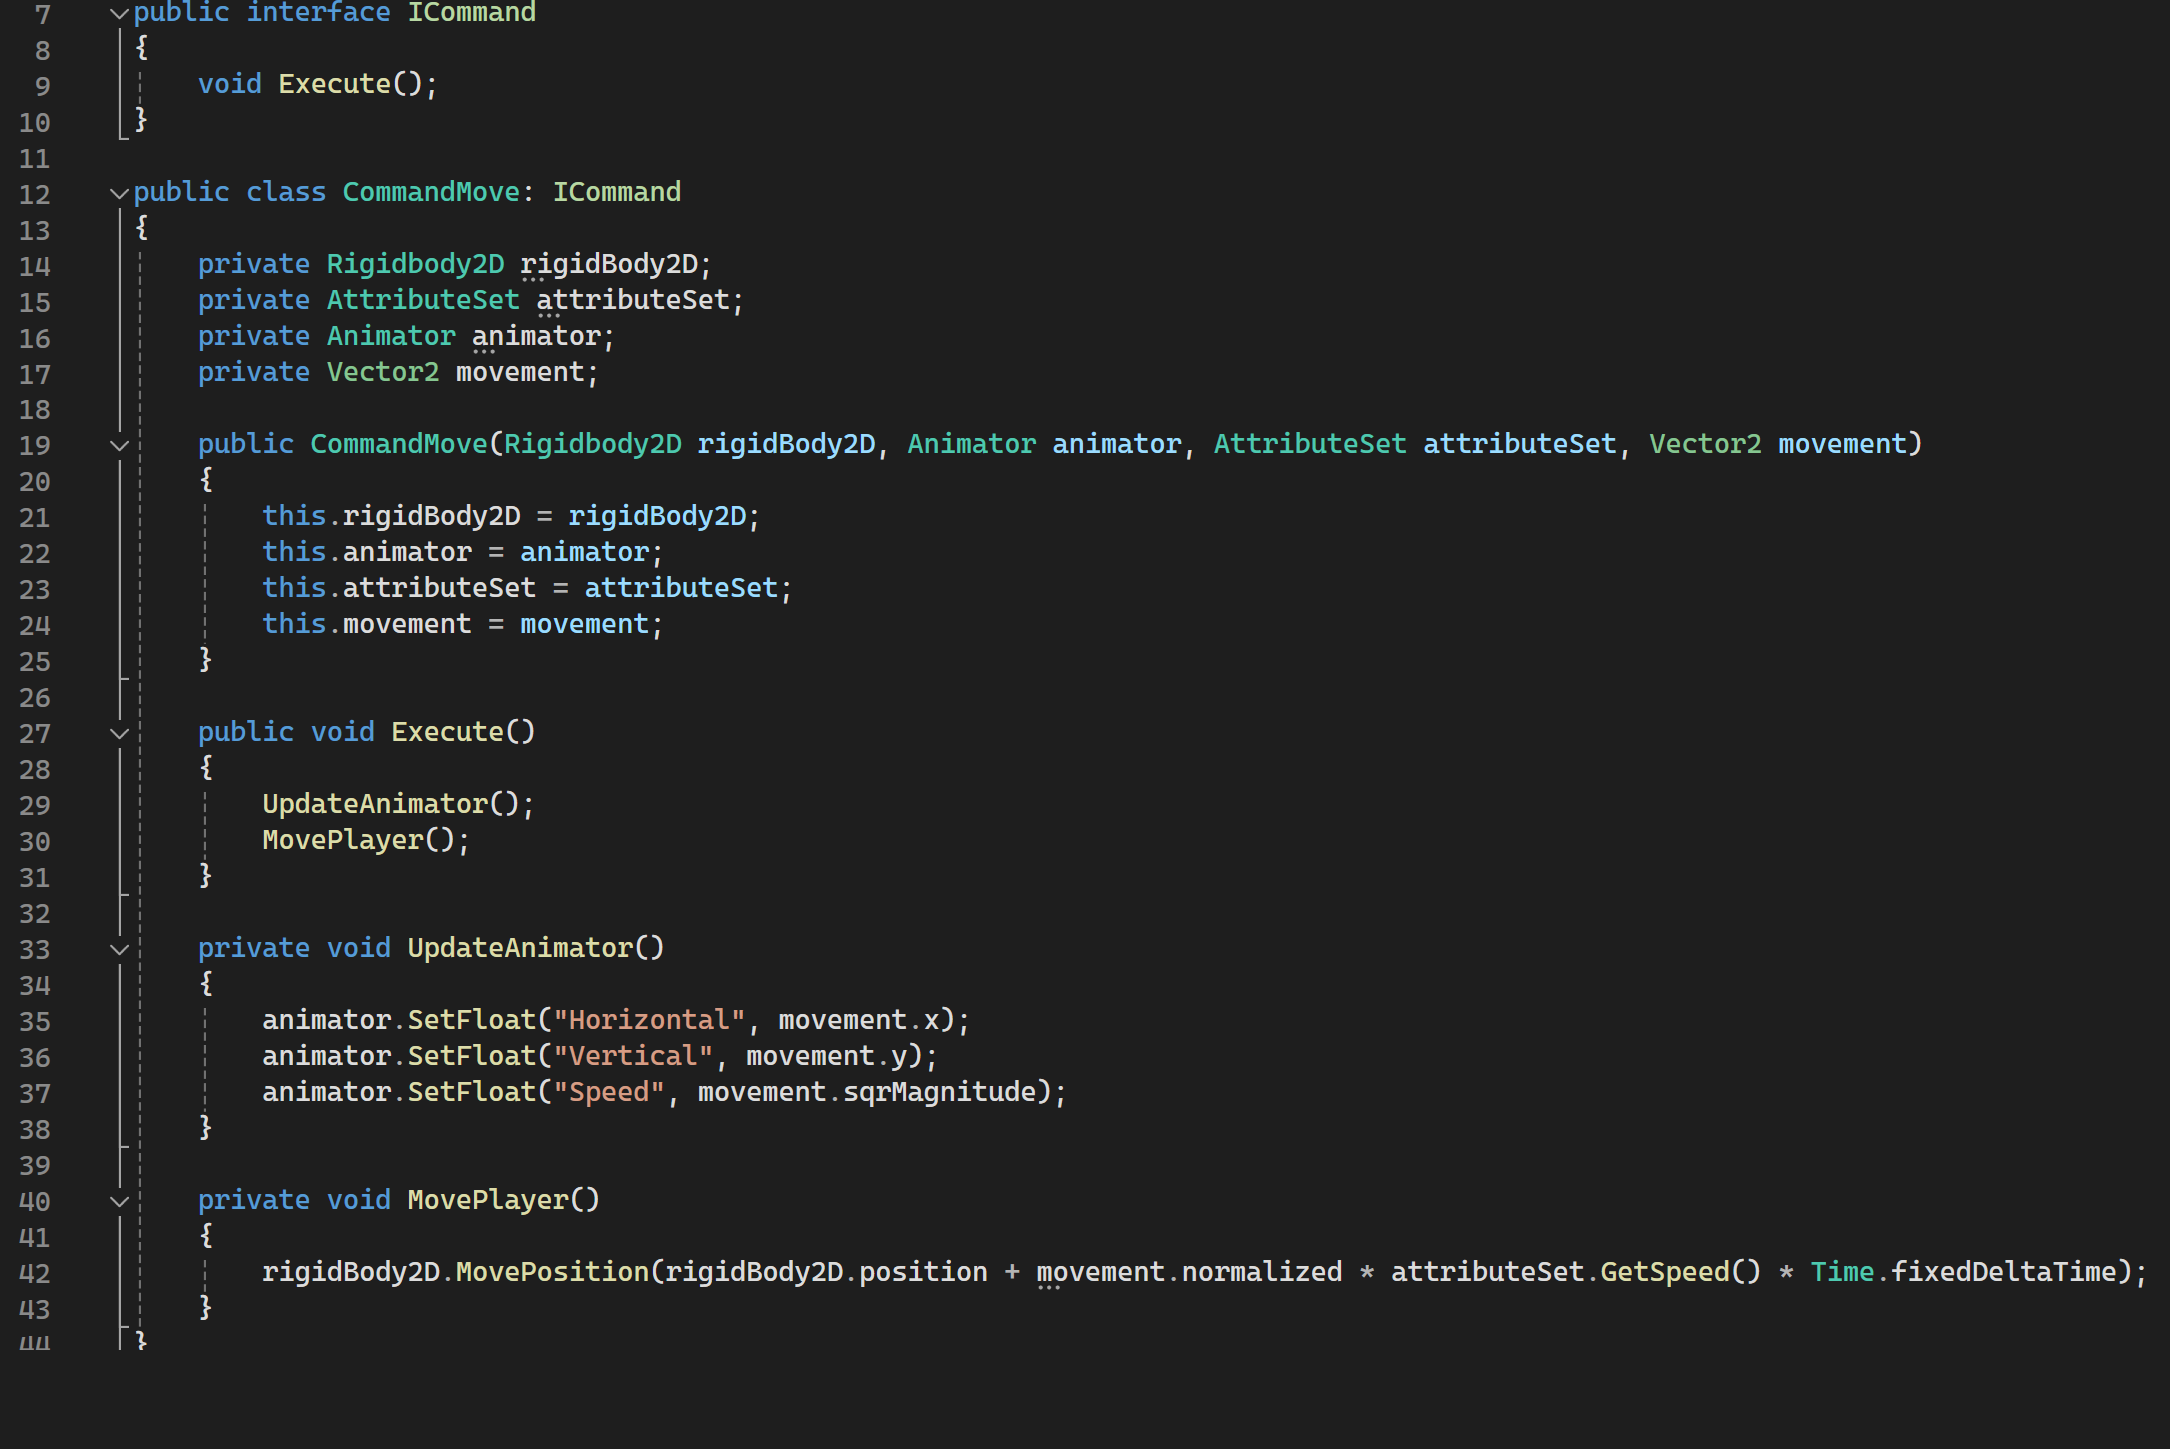 7 public interface ICommand
8 {
9 void Execute();
10 }
11
12 public class CommandMove: ICommand
13 {
14 private Rigidbody2D rigidBody2D;
15 private AttributeSet attributeSet;
16 private Animator animator;
17 private Vector2 movement;
18
19 public CommandMove(Rigidbody2D rigidBody2D, Animator animator, AttributeSet attributeSet, Vector2 movement)
20 {
21 this.rigidBody2D = rigidBody2D;
22 this.animator = animator;
23 this.attributeSet = attributeSet;
24 this.movement = movement;
25 }
26
27 public void Execute()
28 {
29 UpdateAnimator();
30 MovePlayer();
31 }
32
33 private void UpdateAnimator()
34 {
35 animator.SetFloat("Horizontal", movement.x);
36 animator.SetFloat("Vertical", movement.y);
37 animator.SetFloat("Speed", movement.sqrMagnitude);
38 }
39
40 private void MovePlayer()
41 {
42 rigidBody2D.MovePosition(rigidBody2D.position + movement.normalized * attributeSet.GetSpeed() * Time.fixedDeltaTime);
43 }
44 }